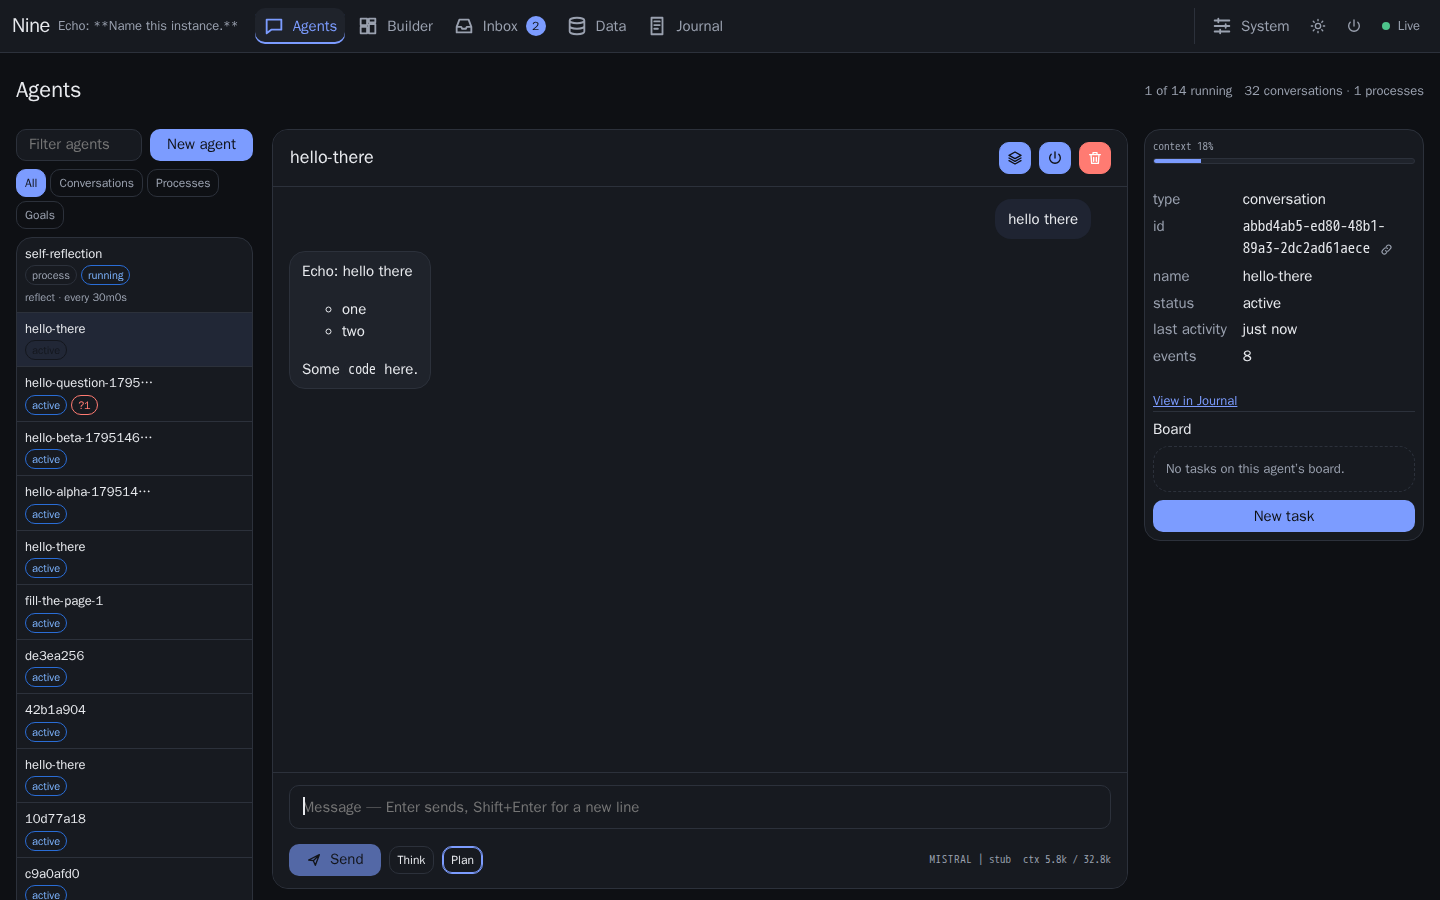 Nine Echo: **Name this instance.** Agents Builder Inbox 2 Data Journal System Live
Agents
1 of 14 running 32 conversations · 1 processes
Filter agents New agent
All Conversations Processes
Goals
self-reflection
process running
reflect · every 30m0s
hello-there
active
hello-question-1795···
active ?1
hello-beta-1795146···
active
hello-alpha-179514···
active
hello-there
active
fill-the-page-1
active
de3ea256
active
42b1a904
active
hello-there
active
10d77a18
active
c9a0afd0
active
hello-there
hello there
Echo: hello there
one
two
Some code here.
Message — Enter sends, Shift+Enter for a new line
Send Think Plan
MISTRAL | stub ctx 5.8k / 32.8k
context 18%
type conversation
id abbd4ab5-ed80-48b1-
89a3-2dc2ad61aece
name hello-there
status active
last activity just now
events 8
View in Journal
Board
No tasks on this agent's board.
New task